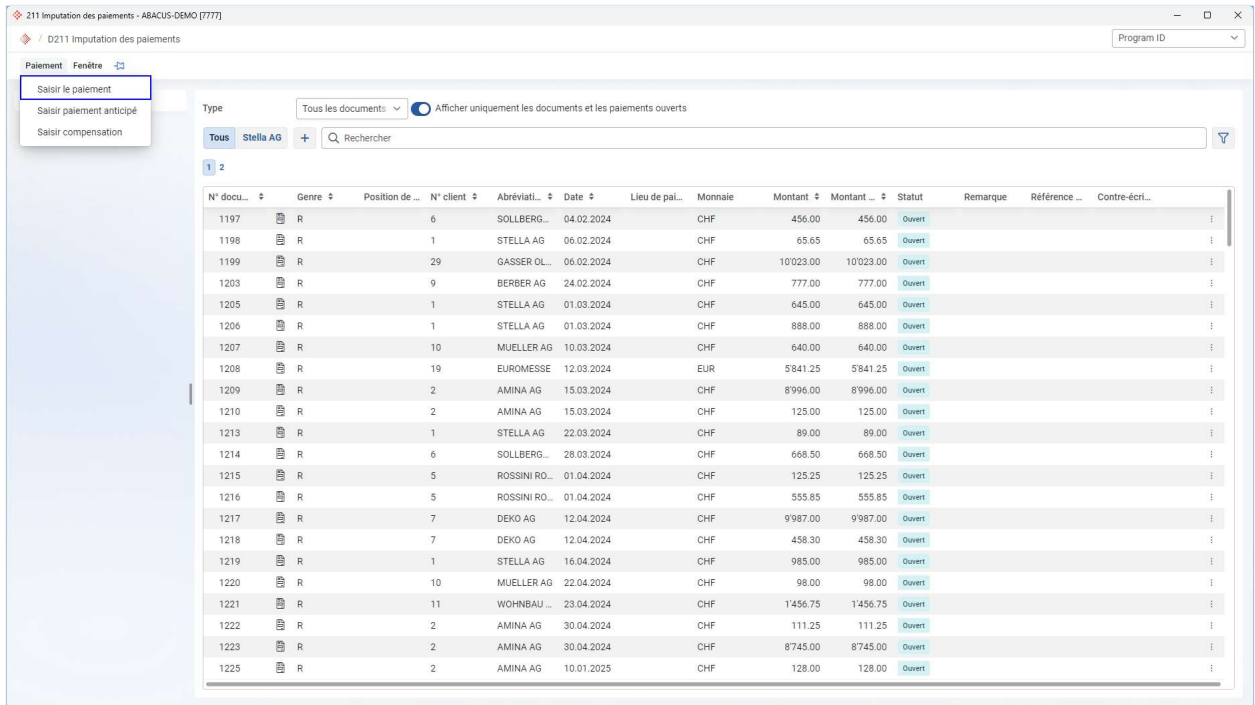 211 Imputation des paiements - ABACUS-DEMO [7777]
/ D211 Imputation des paiements
Program ID
Paiement Fenêtre
Saisir le paiement
Saisir paiement anticipé
Saisir compensation
Type Tous les documents Afficher uniquement les documents et les paiements ouverts
Tous Stella AG + Rechercher
1 2
N° docu... Genre Position de ... N° client Abréviati... Date Lieu de pai... Monnaie Montant Montant ... Statut Remarque Référence ... Contre-écri...
1197 R 6 SOLLBERG... 04.02.2024 CHF 456.00 456.00 Ouvert
1198 R 1 STELLA AG 06.02.2024 CHF 65.65 65.65 Ouvert
1199 R 29 GASSER OL... 06.02.2024 CHF 10'023.00 10'023.00 Ouvert
1203 R 9 BERBER AG 24.02.2024 CHF 777.00 777.00 Ouvert
1205 R 1 STELLA AG 01.03.2024 CHF 645.00 645.00 Ouvert
1206 R 1 STELLA AG 01.03.2024 CHF 888.00 888.00 Ouvert
1207 R 10 MUELLER AG 10.03.2024 CHF 640.00 640.00 Ouvert
1208 R 19 EUROMESSE 12.03.2024 EUR 5'841.25 5'841.25 Ouvert
1209 R 2 AMINA AG 15.03.2024 CHF 8'996.00 8'996.00 Ouvert
1210 R 2 AMINA AG 15.03.2024 CHF 125.00 125.00 Ouvert
1213 R 1 STELLA AG 22.03.2024 CHF 89.00 89.00 Ouvert
1214 R 6 SOLLBERG... 28.03.2024 CHF 668.50 668.50 Ouvert
1215 R 5 ROSSINI RO... 01.04.2024 CHF 125.25 125.25 Ouvert
1216 R 5 ROSSINI RO... 01.04.2024 CHF 555.85 555.85 Ouvert
1217 R 7 DEKO AG 12.04.2024 CHF 9'987.00 9'987.00 Ouvert
1218 R 7 DEKO AG 12.04.2024 CHF 458.30 458.30 Ouvert
1219 R 1 STELLA AG 16.04.2024 CHF 985.00 985.00 Ouvert
1220 R 10 MUELLER AG 22.04.2024 CHF 98.00 98.00 Ouvert
1221 R 11 WOHNBAU ... 23.04.2024 CHF 1'456.75 1'456.75 Ouvert
1222 R 2 AMINA AG 30.04.2024 CHF 111.25 111.25 Ouvert
1223 R 2 AMINA AG 30.04.2024 CHF 8'745.00 8'745.00 Ouvert
1225 R 2 AMINA AG 10.01.2025 CHF 128.00 128.00 Ouvert